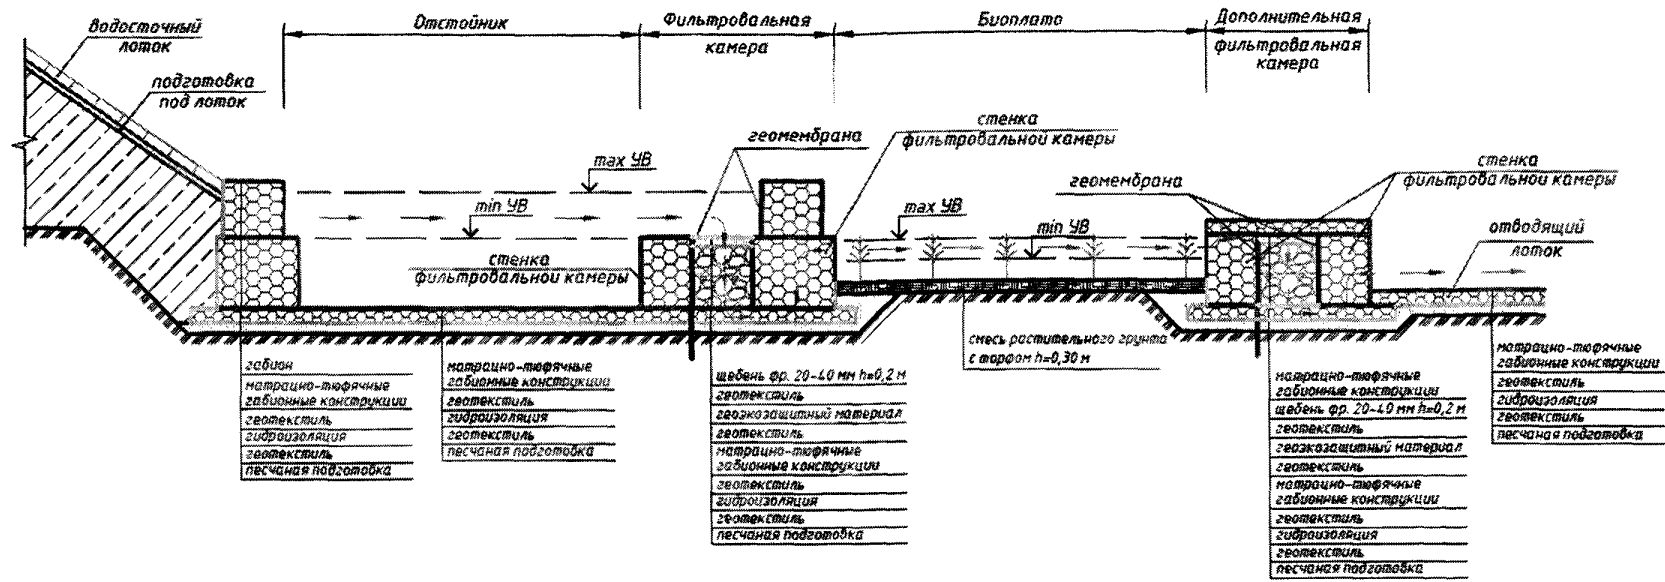 водосточный
лоток
подготовка
под лоток
Отстойник
Фильтровальная
камера
Биоплато
Дополнительная
фильтровальная
камера
геомембрана
стенка
фильтровальной камеры
max УВ
min УВ
стенка
фильтровальной камеры
max УВ
min УВ
геомембрана
стенка
фильтровальной камеры
отводящий
лоток
смесь растительного грунта
с торфом h=0,30 м
габион
матрацно-тюфячные
габионные конструкции
геотекстиль
гидроизоляция
геотекстиль
песчаная подготовка
матрацно-тюфячные
габионные конструкции
геотекстиль
гидроизоляция
геотекстиль
песчаная подготовка
щебень фр. 20-40 мм h=0,2 м
геотекстиль
геоэкозащитный материал
геотекстиль
матрацно-тюфячные
габионные конструкции
геотекстиль
гидроизоляция
геотекстиль
песчаная подготовка
матрацно-тюфячные
габионные конструкции
щебень фр. 20-40 мм h=0,2 м
геотекстиль
геоэкозащитный материал
геотекстиль
матрацно-тюфячные
габионные конструкции
геотекстиль
гидроизоляция
геотекстиль
песчаная подготовка
матрацно-тюфячные
габионные конструкции
геотекстиль
гидроизоляция
геотекстиль
песчаная подготовка